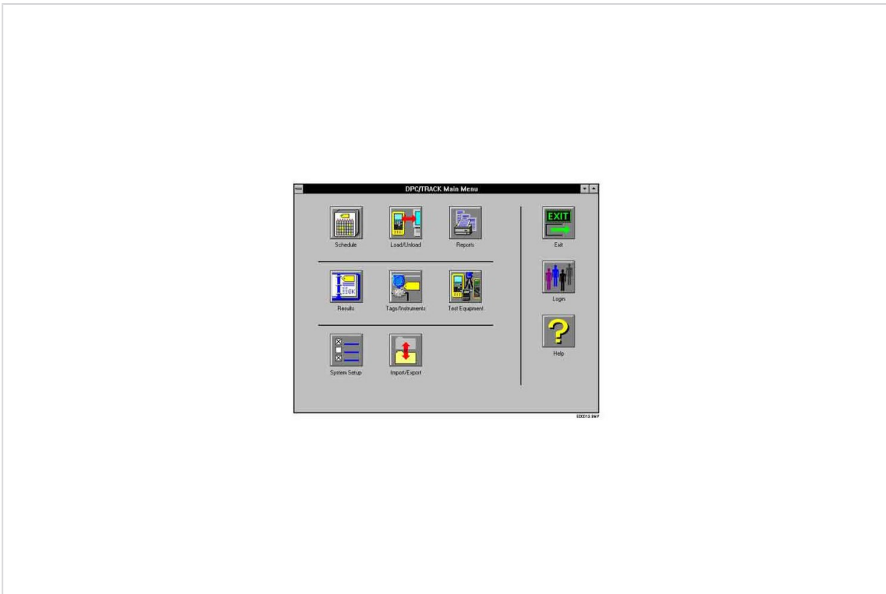 DPC/TRACK Main Menu
Schedule
Load/Unload
Reports
EXIT
Exit
Results
Tags/Instruments
Test Equipment
Login
System Setup
Import/Export
Help